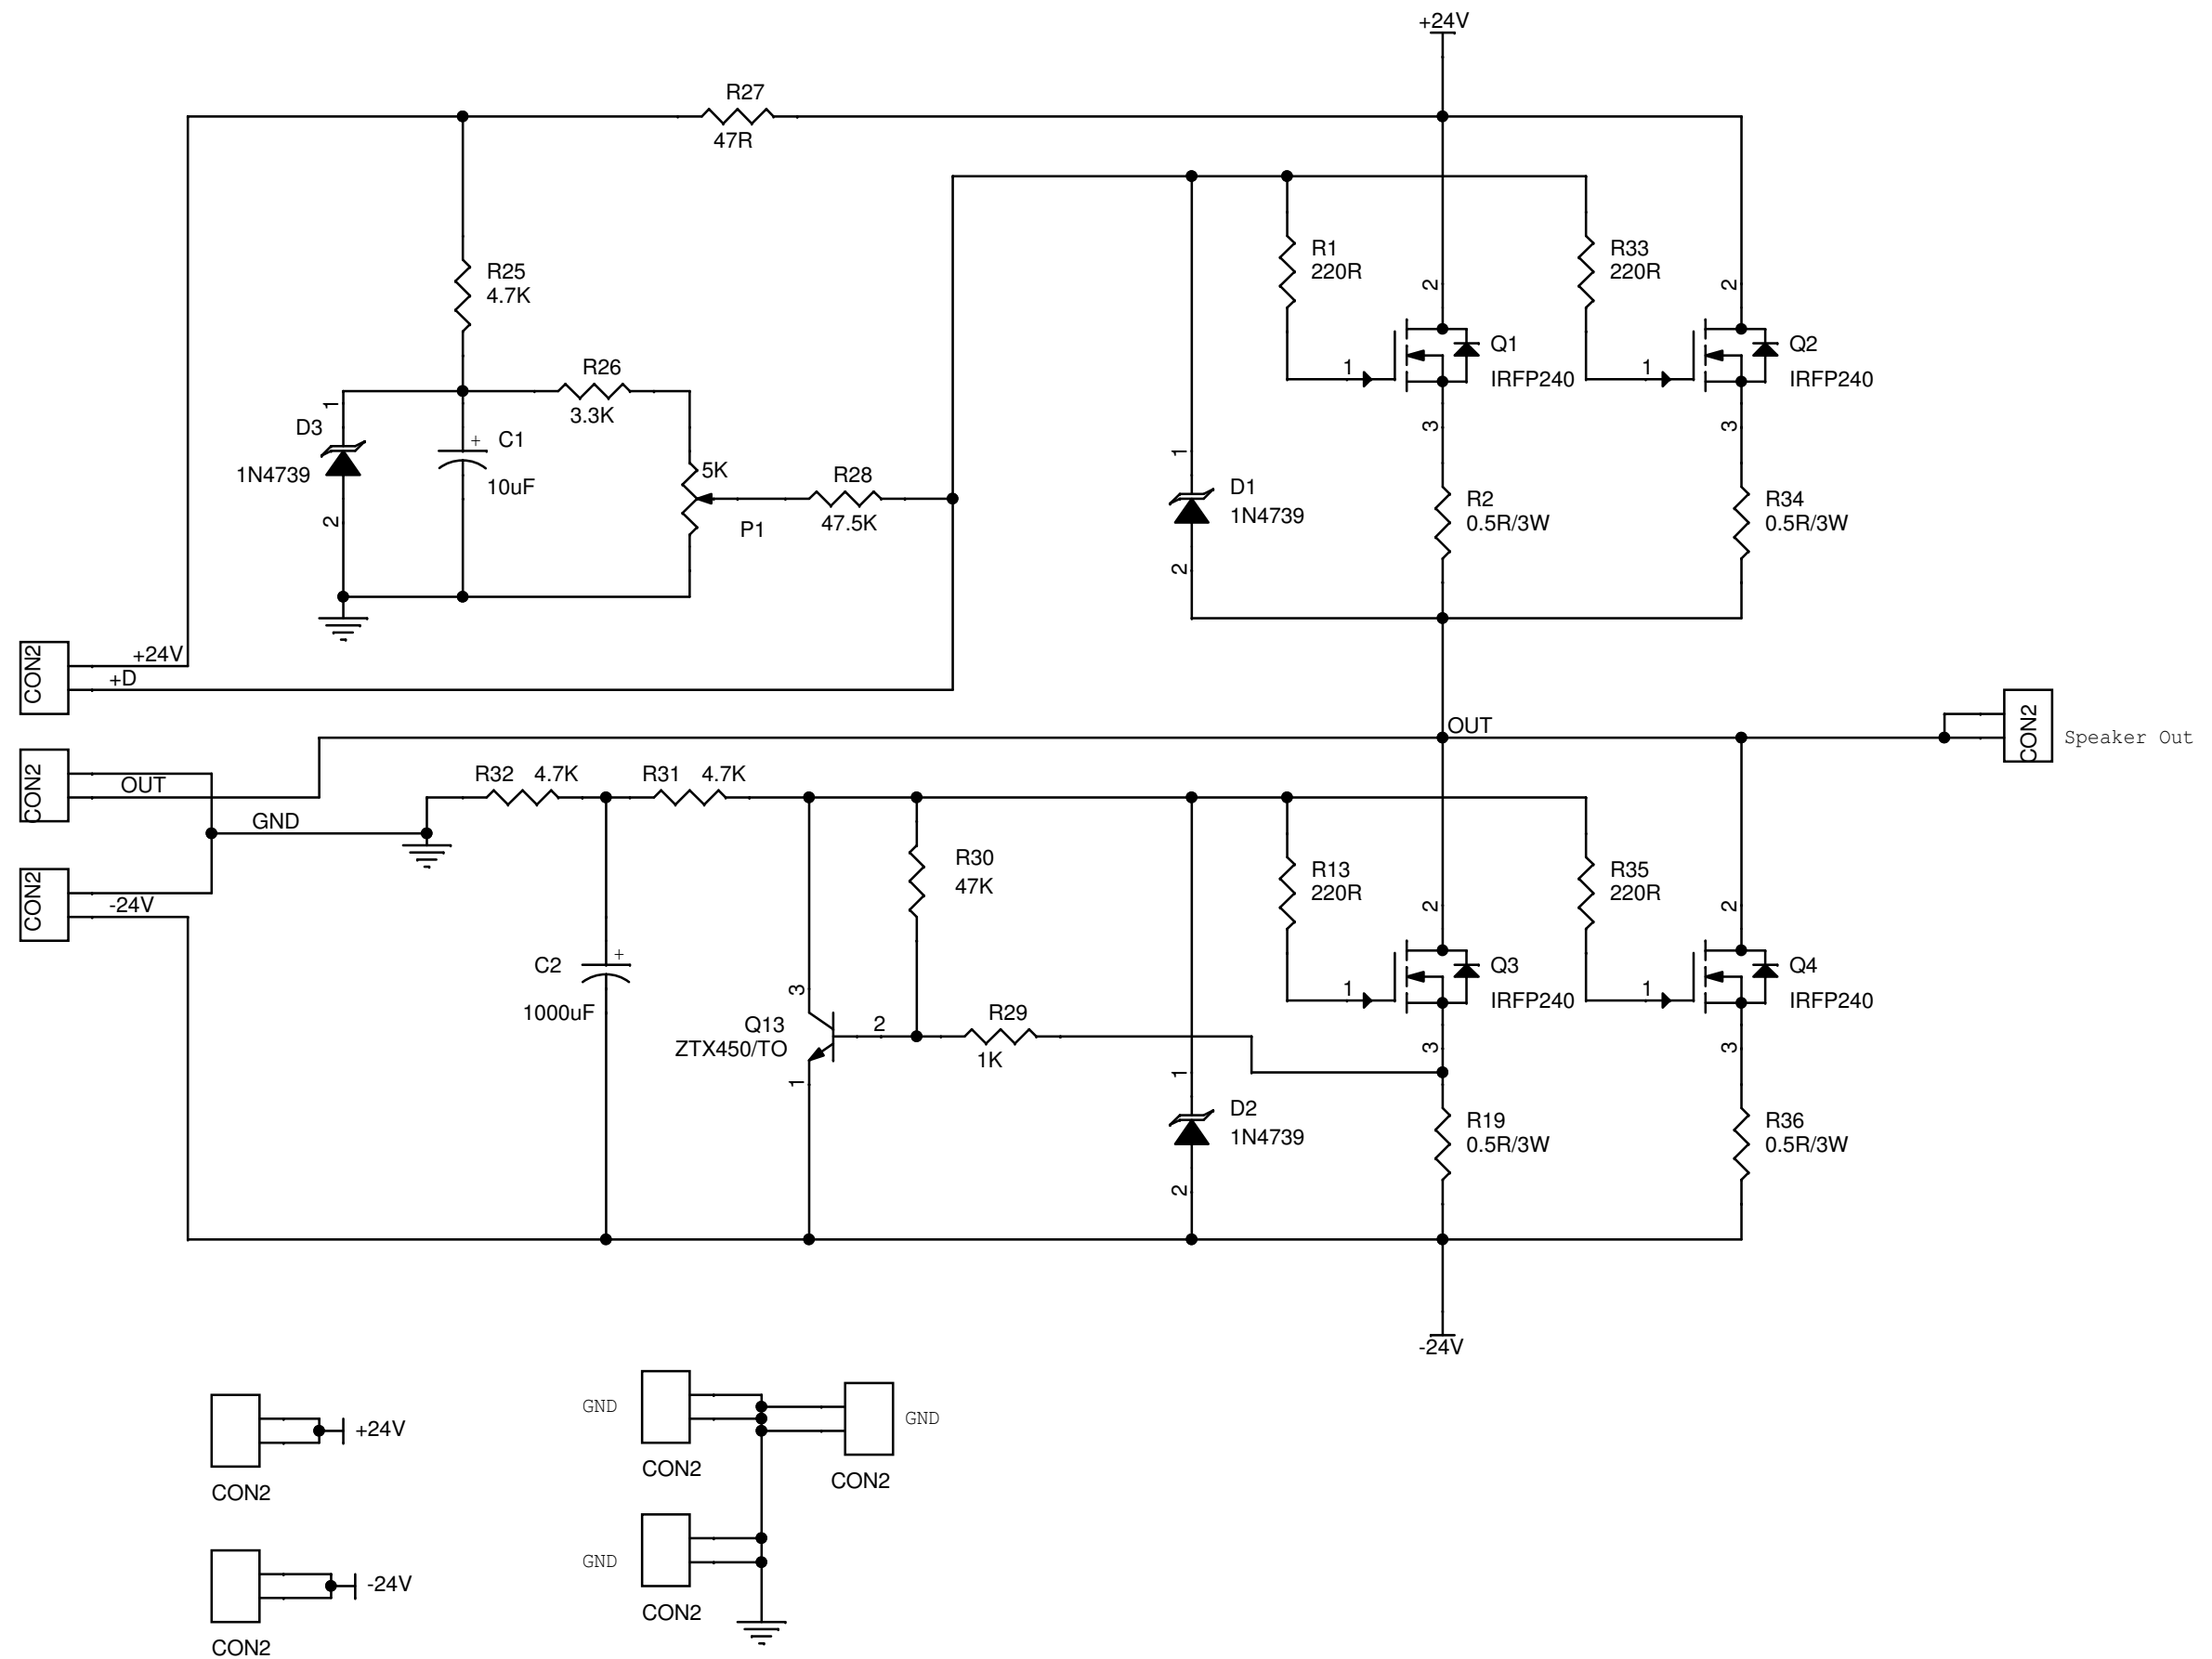 +24V
R27
47R
R25
4.7K
R1
220R
R33
220R
2
2
Q1
IRFP240
Q2
IRFP240
1
1
3
3
R26
3.3K
1
D3
1N4739
2
+
C1
10uF
5K
P1
R28
47.5K
1
D1
1N4739
2
R2
0.5R/3W
R34
0.5R/3W
CON2
+24V
+D
OUT
CON2
Speaker Out
CON2
OUT
GND
R32 4.7K
R31 4.7K
CON2
-24V
R30
47K
R13
220R
R35
220R
2
2
C2
+
1000uF
3
Q13
ZTX450/TO
2
1
R29
1K
1
Q3
IRFP240
1
Q4
IRFP240
3
3
1
D2
1N4739
2
R19
0.5R/3W
R36
0.5R/3W
-24V
+24V
CON2
GND
CON2
GND
CON2
-24V
CON2
GND
CON2